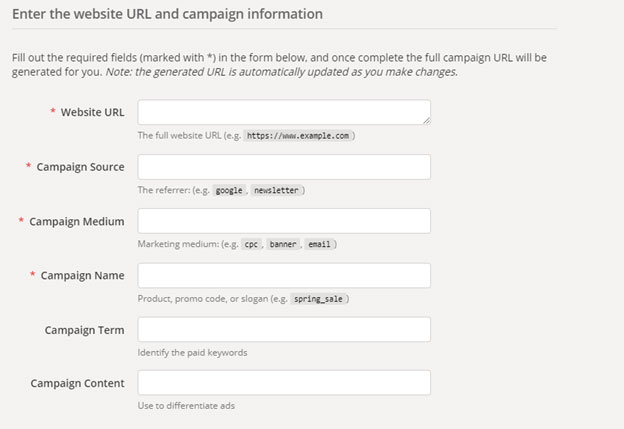 Enter the website URL and campaign information
Fill out the required fields (marked with *) in the form below, and once complete the full campaign URL will be
generated for you. Note: the generated URL is automatically updated as you make changes.
* Website URL
The full website URL (e.g. https://www.example.com )
* Campaign Source
The referrer: (e.g. google , newsletter )
* Campaign Medium
Marketing medium: (e.g. cpc , banner , email )
* Campaign Name
Product, promo code, or slogan (e.g. spring_sale )
Campaign Term
Identify the paid keywords
Campaign Content
Use to differentiate ads